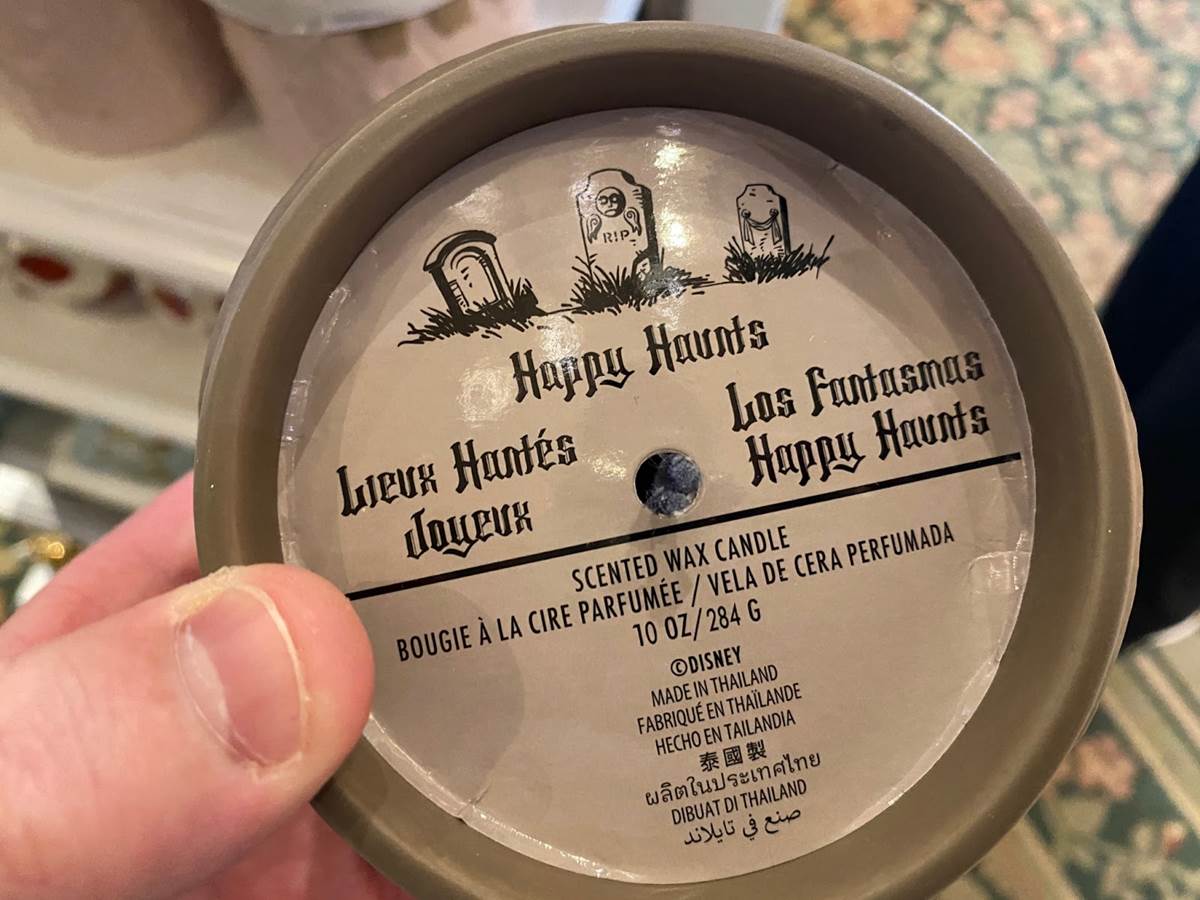 RIP
Happy Haunts
Lieux Hantés
Joyeux
Los Fantasmas
Happy Haunts
SCENTED WAX CANDLE
BOUGIE À LA CIRE PARFUMÉE / VELA DE CERA PERFUMADA
10 OZ/284 G
©DISNEY
MADE IN THAILAND
FABRIQUÉ EN THAÏLANDE
HECHO EN TAILANDIA
泰國製
ผลิตในประเทศไทย
DIBUAT DI THAILAND
صنع في تايلاند